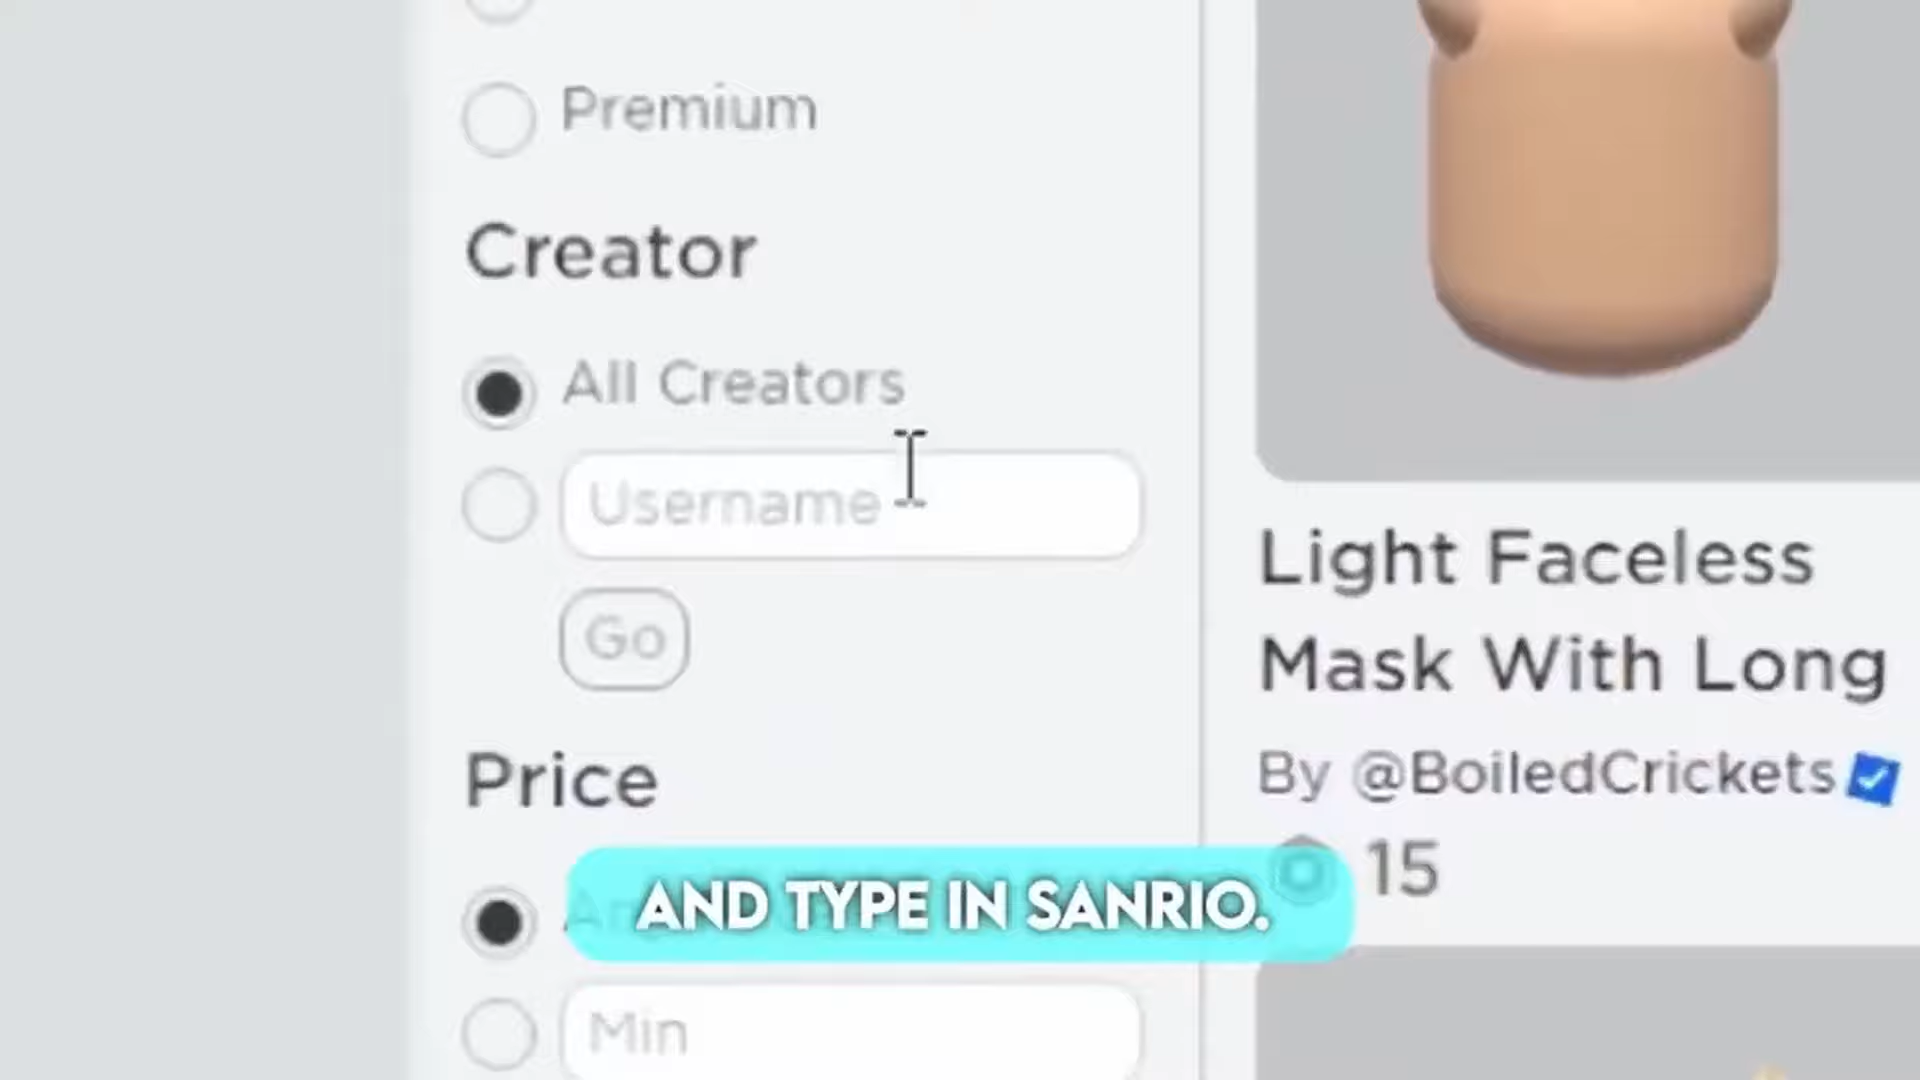 Premium
Creator
All Creators
Username
Go
Price
Min
Light Faceless
Mask With Long
By @BoiledCrickets
15
AND TYPE IN SANRIO.